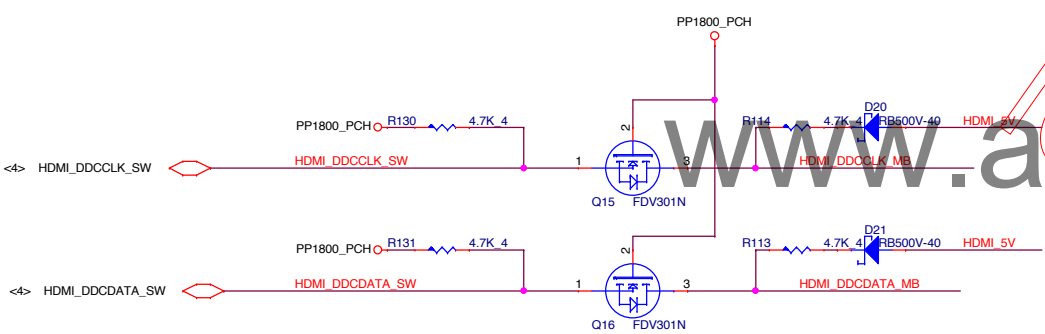 PP1800_PCH
D20
PP1800_PCH R130 4.7K_4 2 R114 4.7K_4 RB500V-40 HDMI_5V
<4> HDMI_DDCCLK_SW HDMI_DDCCLK_SW 1 3 HDMI_DDCCLK_MB
Q15 FDV301N
www.a
D21
PP1800_PCH R131 4.7K_4 2 R113 4.7K_4 RB500V-40 HDMI_5V
<4> HDMI_DDCDATA_SW HDMI_DDCDATA_SW 1 3 HDMI_DDCDATA_MB
Q16 FDV301N